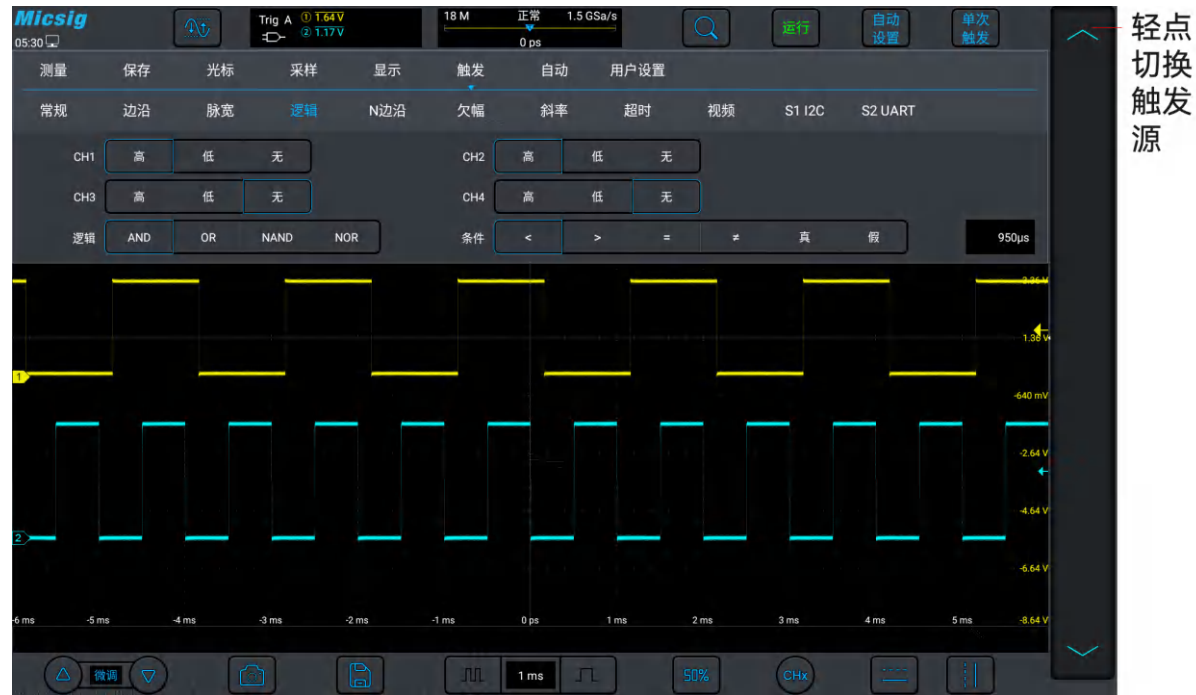 Micsig
05:30
Trig A ① 1.64 V
② 1.17 V
18 M 正常 1.5 GSa/s
0 ps
运行
自动
设置
单次
触发
轻点
切换
触发
源
测量 保存 光标 采样 显示 触发 自动 用户设置
常规 边沿 脉宽 逻辑 N边沿 欠幅 斜率 超时 视频 S1 I2C S2 UART
CH1 高 低 无 CH2 高 低 无
CH3 高 低 无 CH4 高 低 无
逻辑 AND OR NAND NOR 条件 < > = ≠ 真 假 950μs
3.36 V
1.36 V
1
-640 mV
-2.64 V
-4.64 V
2
-6.64 V
-6 ms -5 ms -4 ms -3 ms -2 ms -1 ms 0 ps 1 ms 2 ms 3 ms 4 ms 5 ms -8.64 V
微调 1 ms 50% CHx